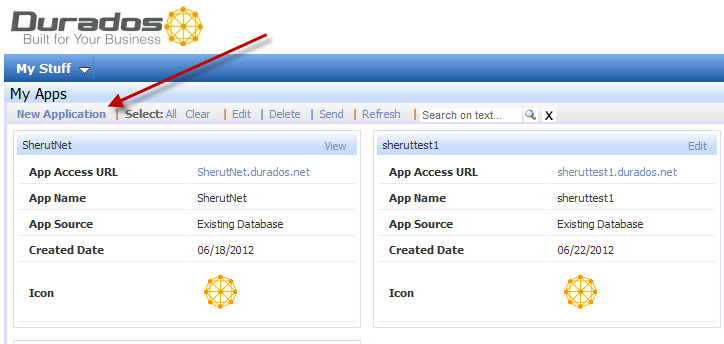 Durados
Built for Your Business
My Stuff
My Apps
New Application | Select: All Clear | Edit | Delete | Send | Refresh | Search on text... X
SherutNet View
App Access URL SherutNet.durados.net
App Name SherutNet
App Source Existing Database
Created Date 06/18/2012
Icon
sheruttest1 Edit
App Access URL sheruttest1.durados.net
App Name sheruttest1
App Source Existing Database
Created Date 06/22/2012
Icon